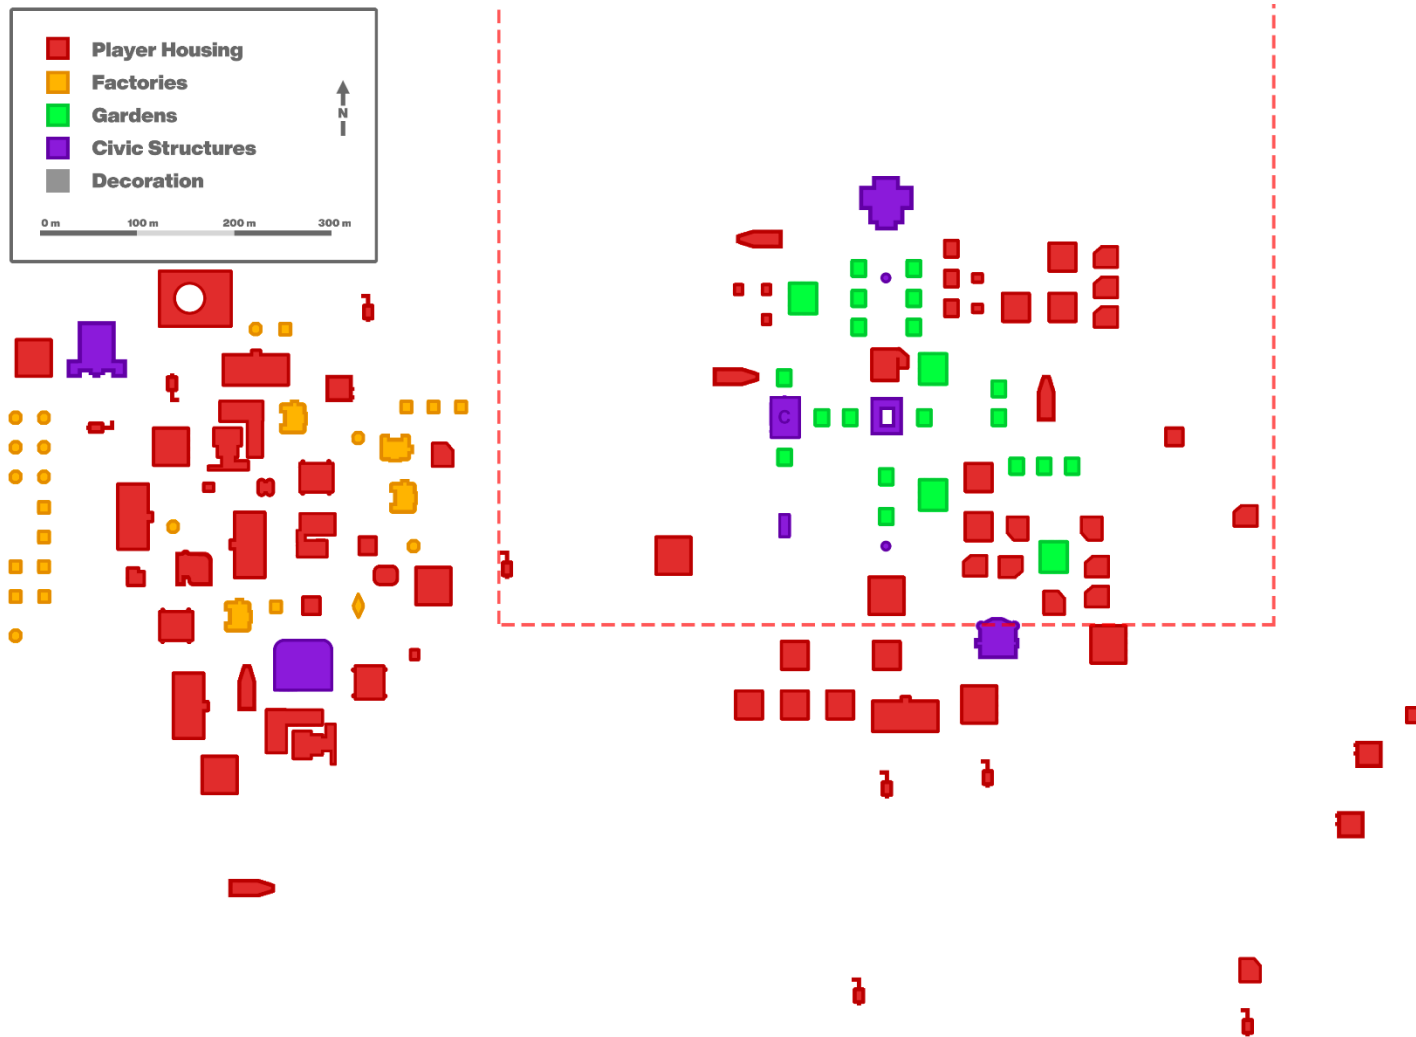 Player Housing
Factories
Gardens
N
Civic Structures
Decoration
0 m 100 m 200 m 300 m
C